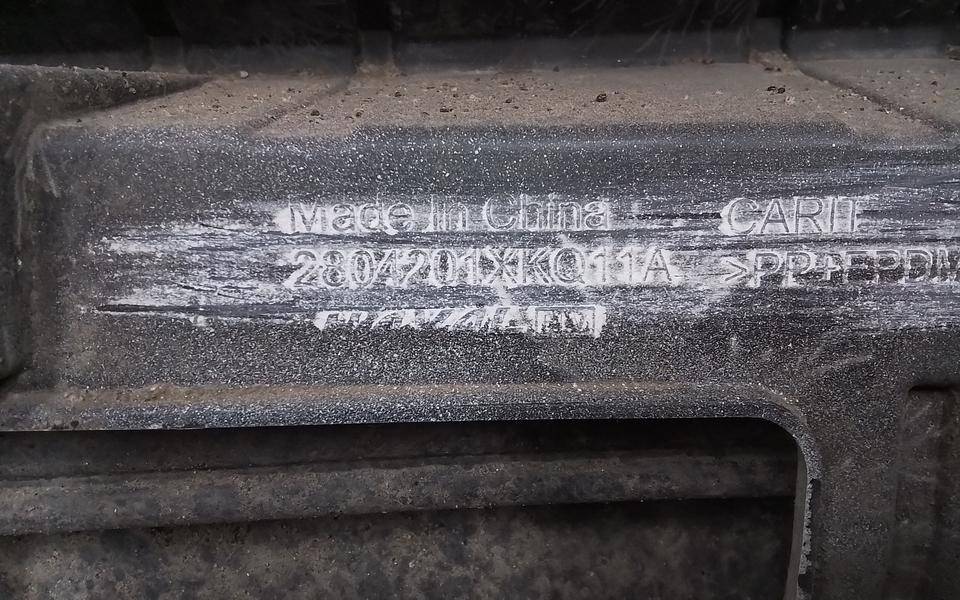 Made In China CARIT
2804201XKQ11A >PP+EPDM